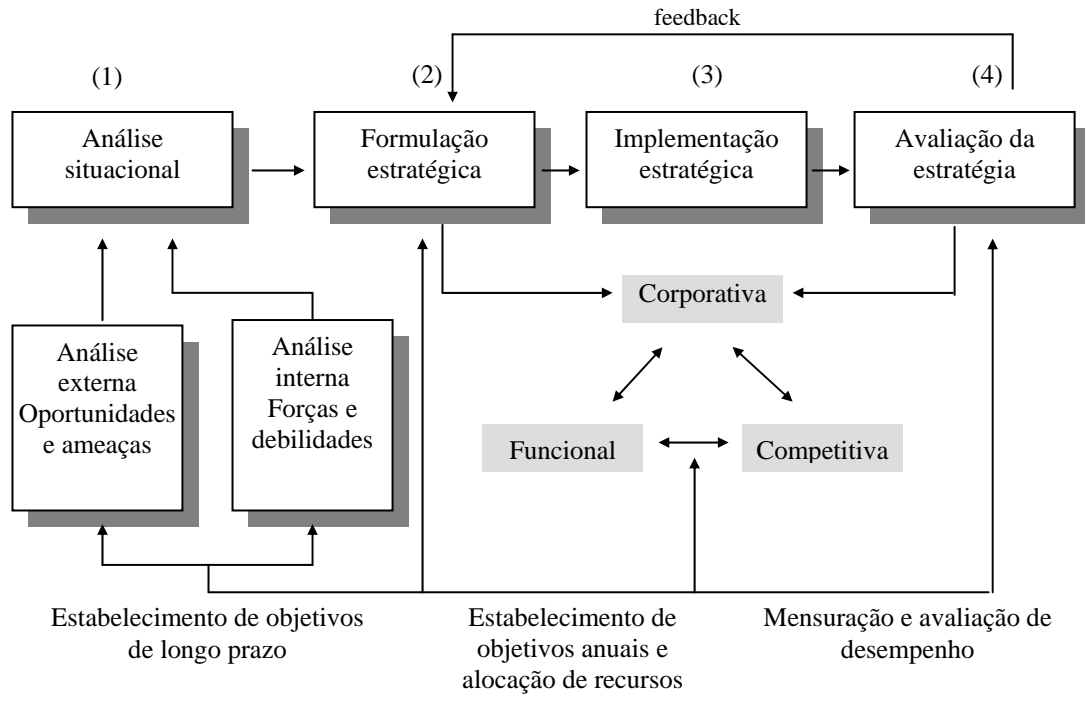 feedback
(1)
(2)
(3)
(4)
Análise
situacional
Formulação
estratégica
Implementação
estratégica
Avaliação da
estratégia
Corporativa
Análise
externa
Oportunidades
e ameaças
Análise
interna
Forças e
debilidades
Funcional
Competitiva
Estabelecimento de objetivos
de longo prazo
Estabelecimento de
objetivos anuais e
alocação de recursos
Mensuração e avaliação de
desempenho